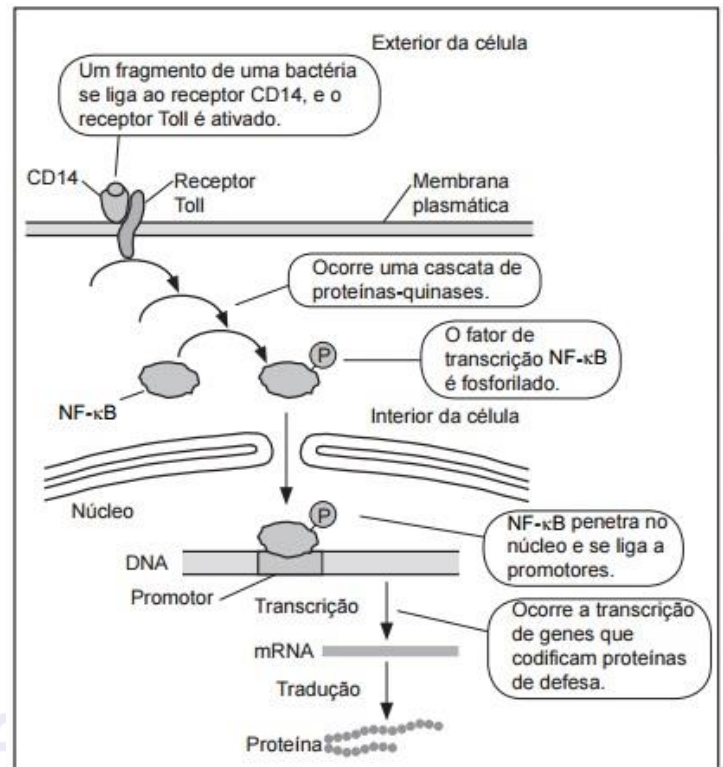 Exterior da célula
Um fragmento de uma bactéria
se liga ao receptor CD14, e o
receptor Toll é ativado.
CD14
Receptor
Toll
Membrana
plasmática
Ocorre uma cascata de
proteínas-quinases.
P
O fator de
transcrição NF-κB
é fosforilado.
NF-κB
Interior da célula
Núcleo
P
NF-κB penetra no
núcleo e se liga a
promotores.
DNA
Promotor
Transcrição
Ocorre a transcrição
de genes que
codificam proteínas
de defesa.
mRNA
Tradução
Proteína